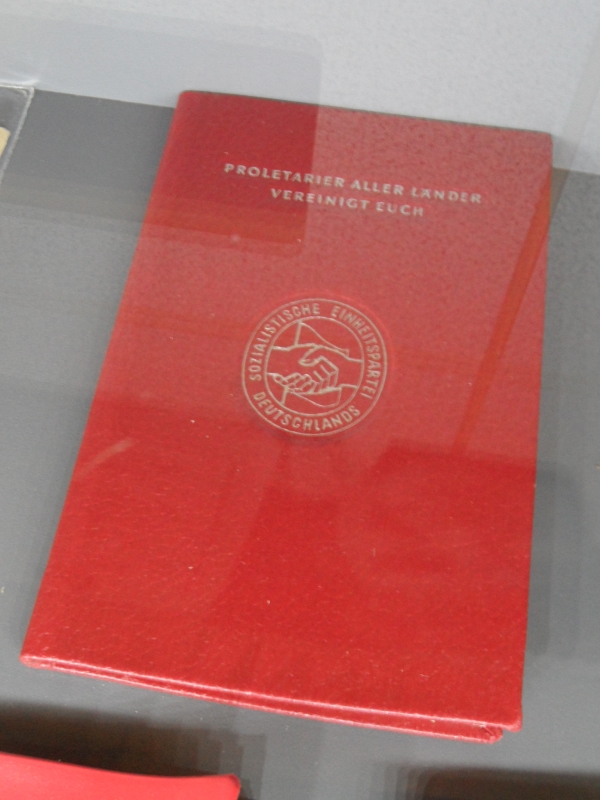 PROLETARIER ALLER LÄNDER
VEREINIGT EUCH
SOZIALISTISCHE EINHEITSPARTEI
DEUTSCHLANDS